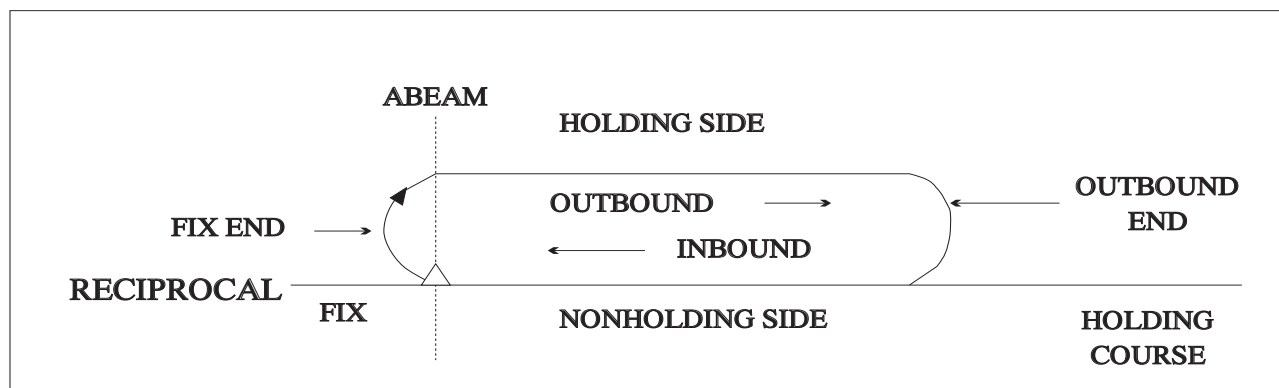 ABEAM
HOLDING SIDE
OUTBOUND
OUTBOUND
END
FIX END
INBOUND
RECIPROCAL
FIX
NONHOLDING SIDE
HOLDING
COURSE